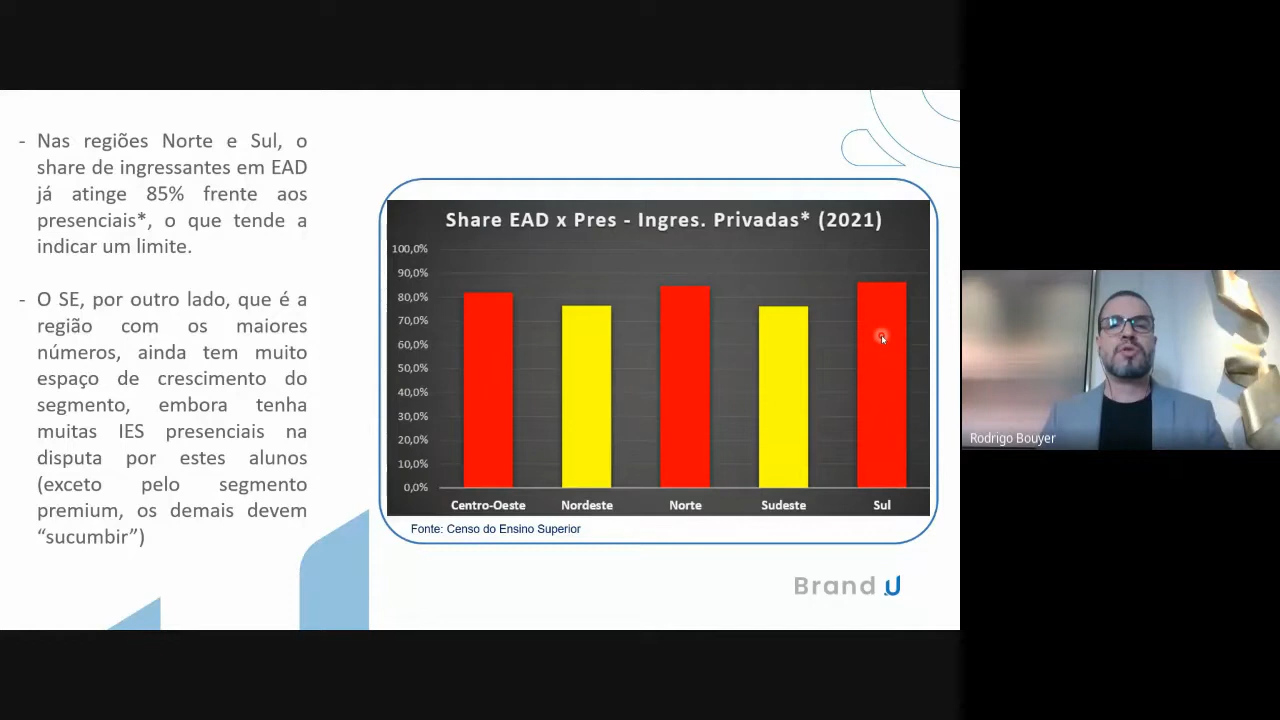 - Nas regiões Norte e Sul, o
share de ingressantes em EAD
já atinge 85% frente aos
presenciais*, o que tende a
indicar um limite.
- O SE, por outro lado, que é a
região com os maiores
números, ainda tem muito
espaço de crescimento do
segmento, embora tenha
muitas IES presenciais na
disputa por estes alunos
(exceto pelo segmento
premium, os demais devem
“sucumbir”)
Share EAD x Pres - Ingres. Privadas* (2021)
100,0%
90,0%
80,0%
70,0%
60,0%
50,0%
40,0%
30,0%
20,0%
10,0%
0,0%
Centro-Oeste Nordeste Norte Sudeste Sul
Fonte: Censo do Ensino Superior
Brand U
Rodrigo Bouyer